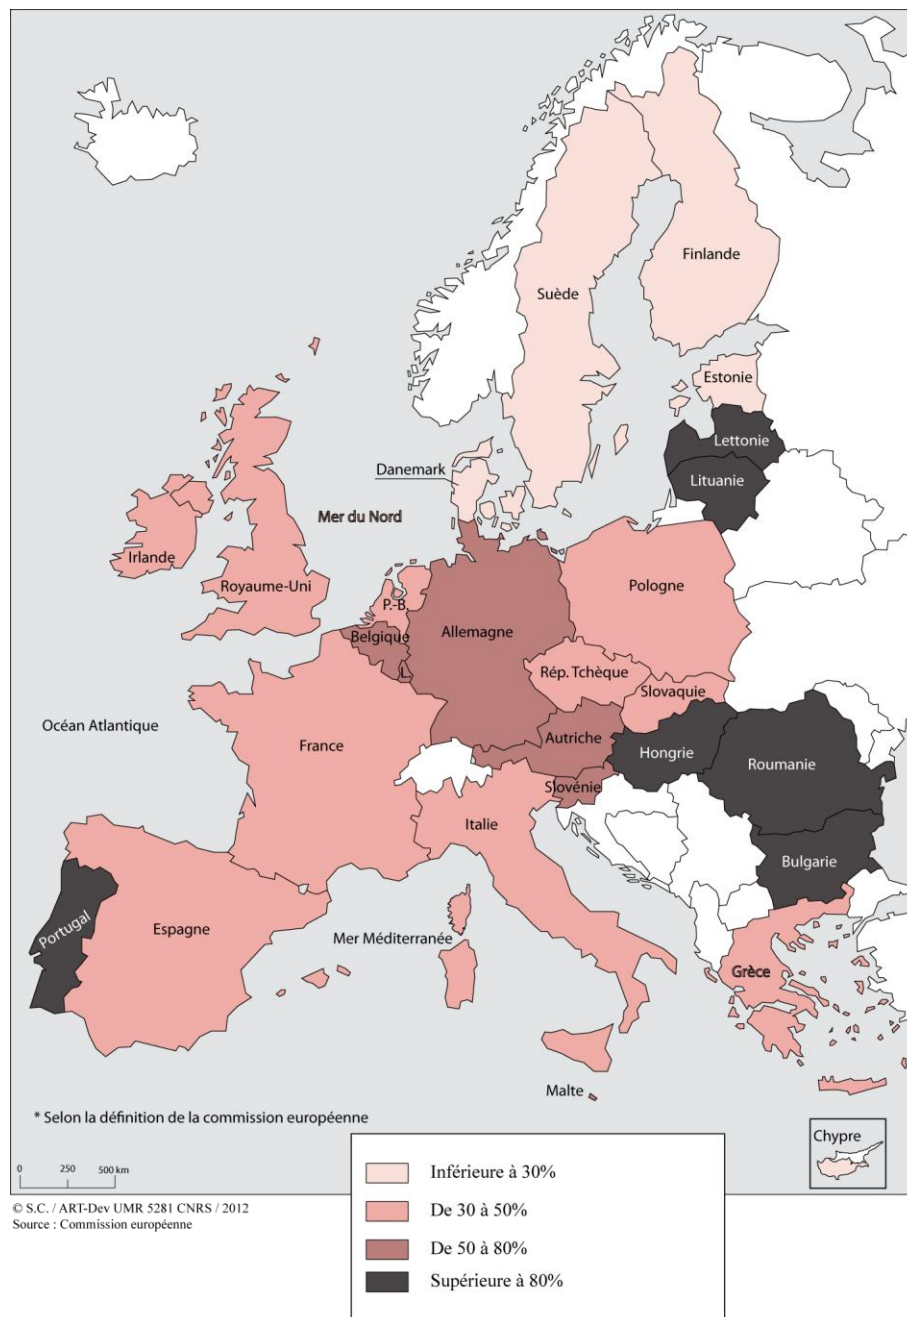 Finlande
Suède
Estonie
Lettonie
Danemark
Lituanie
Mer du Nord
Irlande
Royaume-Uni
Pologne
P.-B.
Belgique
Allemagne
L.
Rép. Tchèque
Slovaquie
Océan Atlantique
France
Autriche
Hongrie
Roumanie
Slovénie
Italie
Bulgarie
Portugal
Espagne
Mer Méditerranée
Grèce
Malte
* Selon la définition de la commission européenne
Chypre
0 250 500 km
© S.C. / ART-Dev UMR 5281 CNRS / 2012
Source : Commission européenne
Inférieure à 30%
De 30 à 50%
De 50 à 80%
Supérieure à 80%